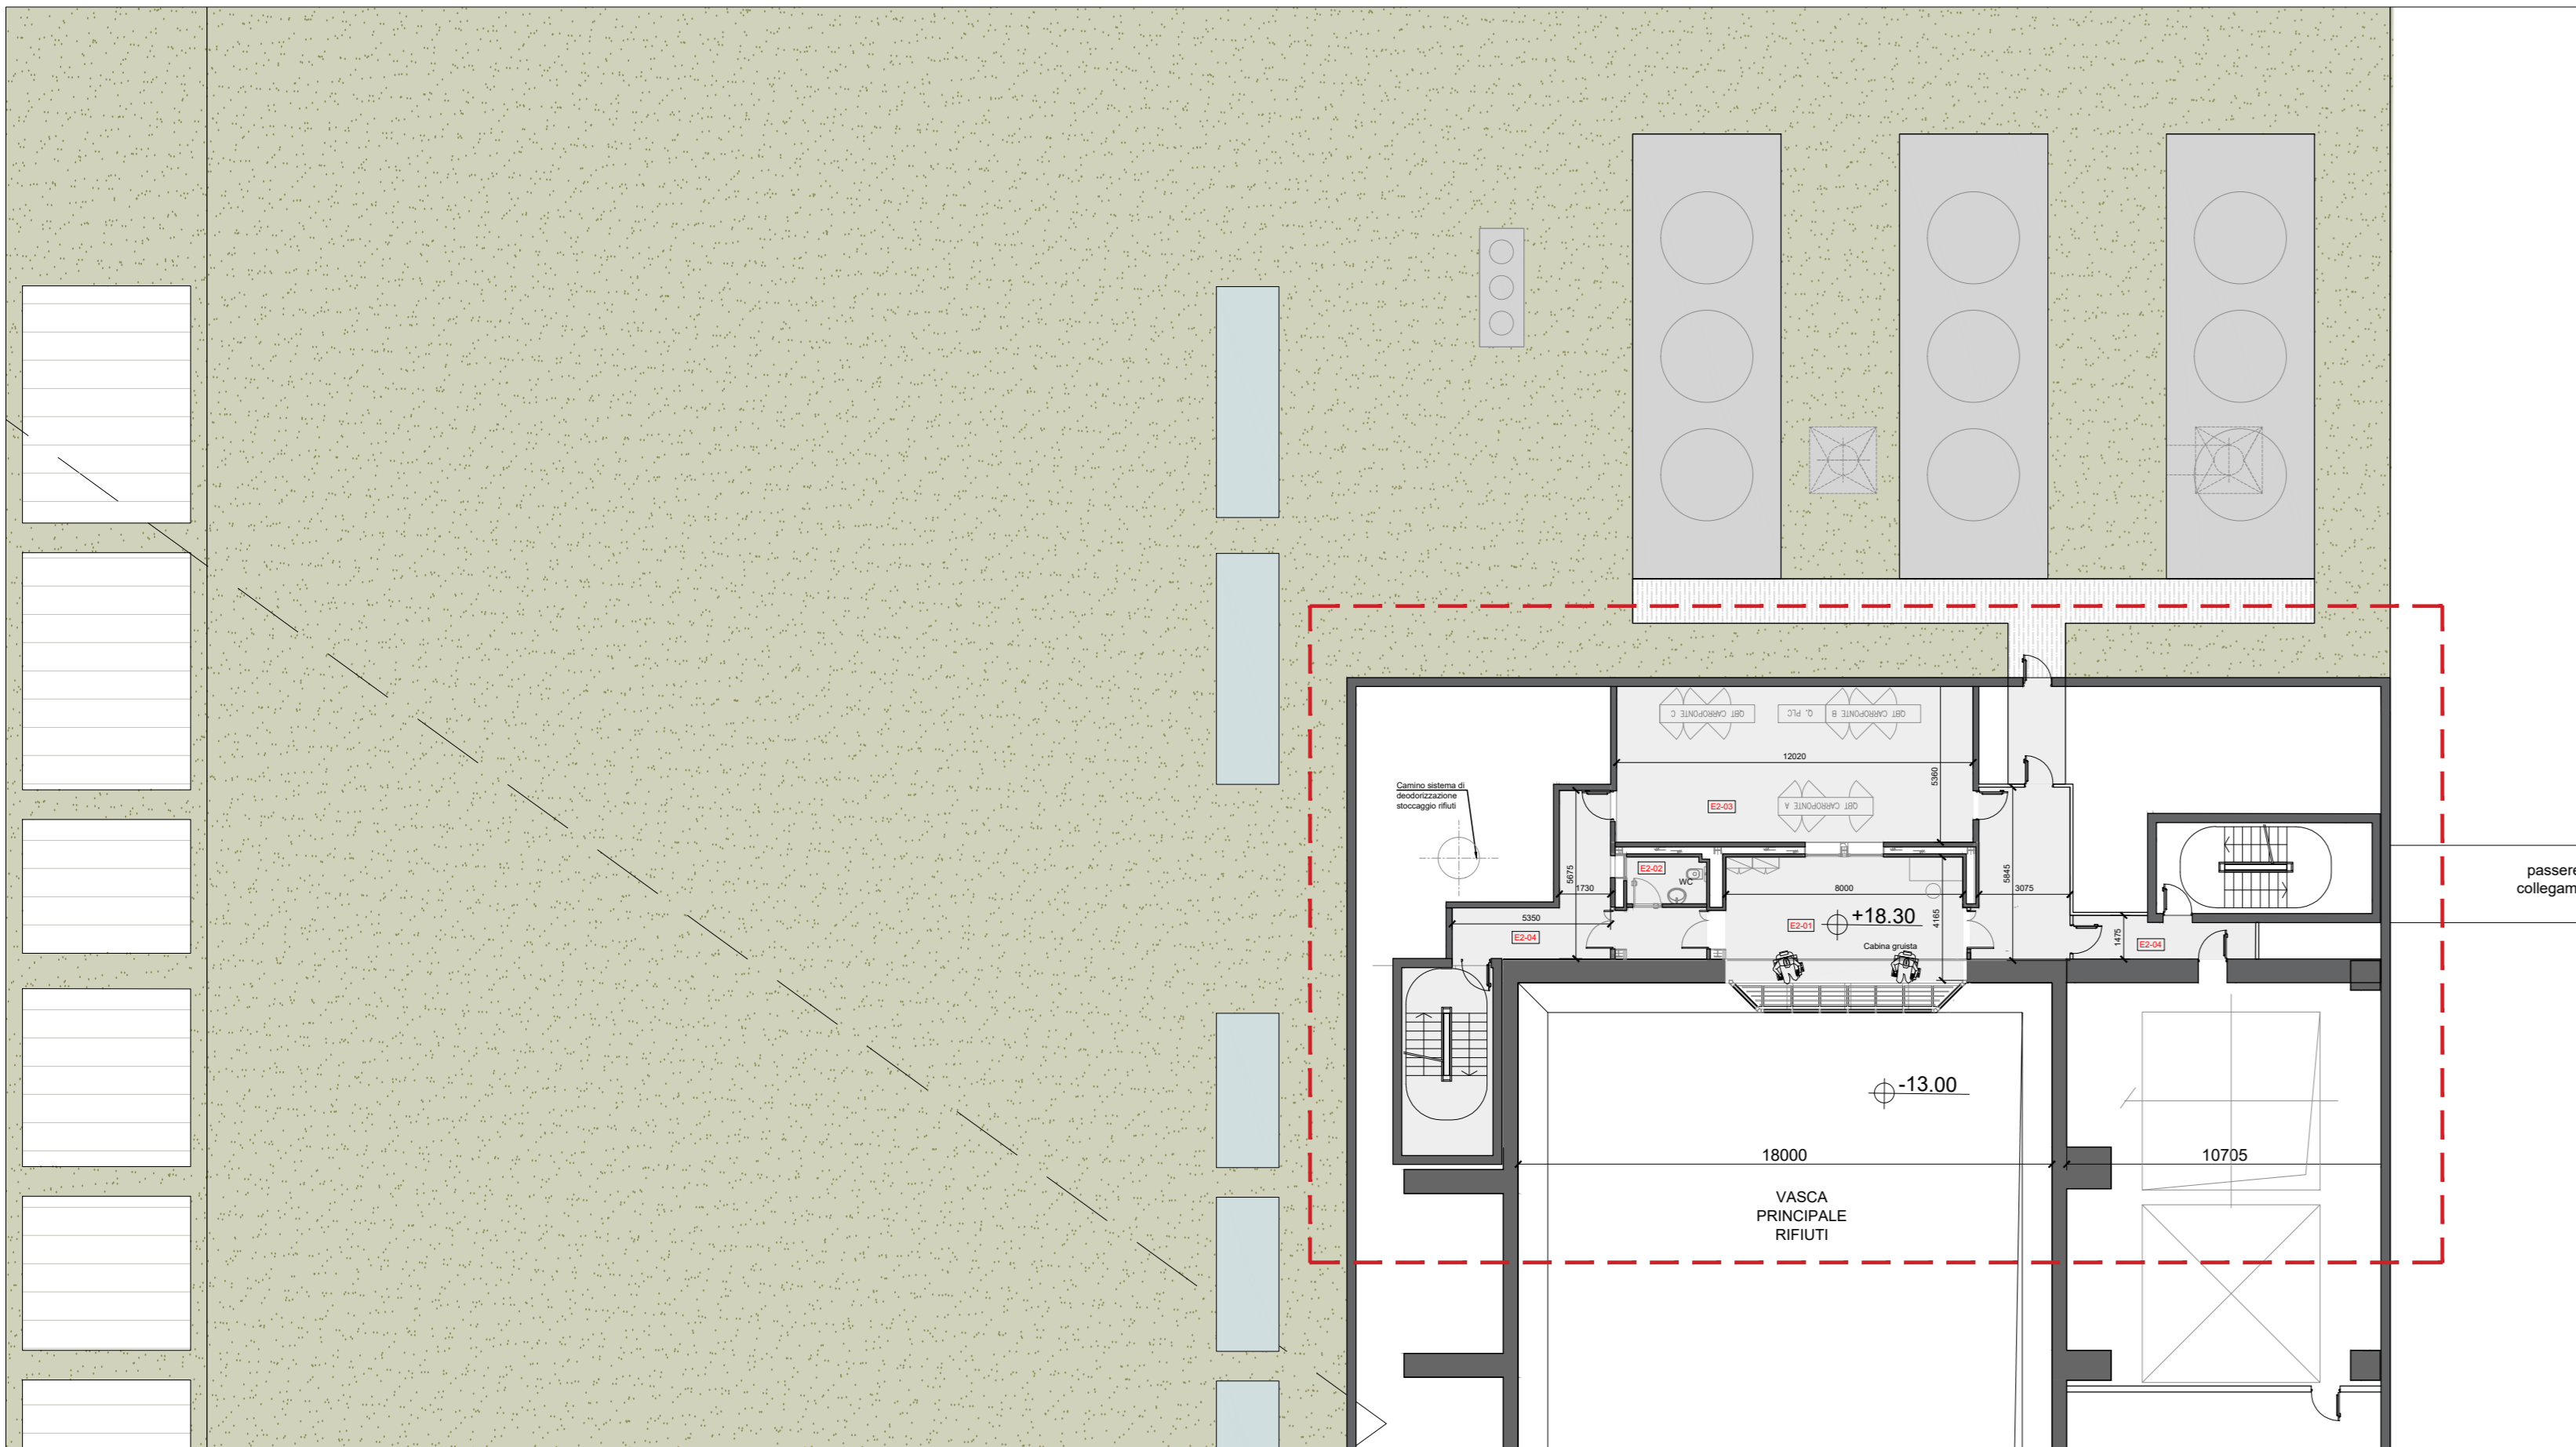 QBT CARROPONTE C
Q. PLC
QBT CARROPONTE B
12020
5360
Camino sistema di
deodorizzazione
stoccaggio rifiuti
E2-03
QBT CARROPONTE A
E2-02
WC
5675
1730
8000
5845
3075
passere
collegam
5350
E2-04
E2-01
+18.30
4165
Cabina gruista
1475
E2-04
-13.00
18000
10705
VASCA
PRINCIPALE
RIFIUTI